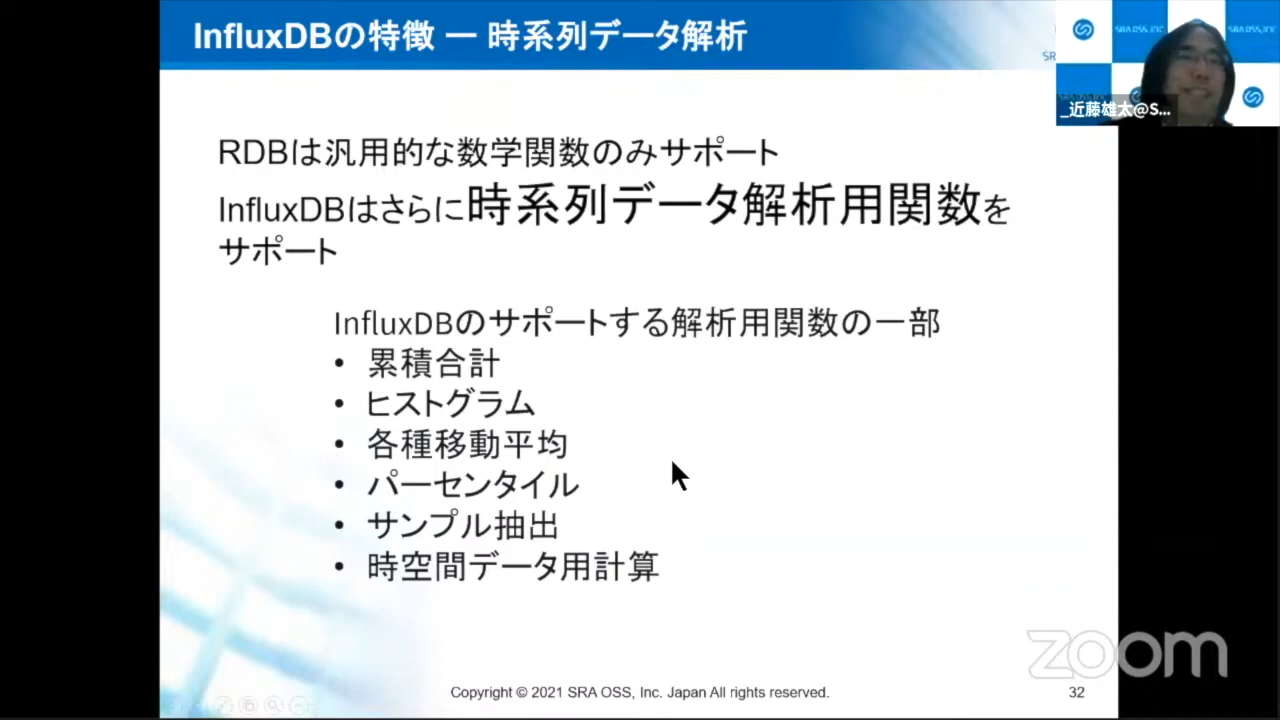 InfluxDBの特徴 ー 時系列データ解析
SRA OSS, INC.
SRA OSS, INC.
_近藤雄太@S...
RDBは汎用的な数学関数のみサポート
InfluxDBはさらに時系列データ解析用関数を
サポート
InfluxDBのサポートする解析用関数の一部
• 累積合計
• ヒストグラム
• 各種移動平均
• パーセンタイル
• サンプル抽出
• 時空間データ用計算
zoom
Copyright © 2021 SRA OSS, Inc. Japan All rights reserved.
32